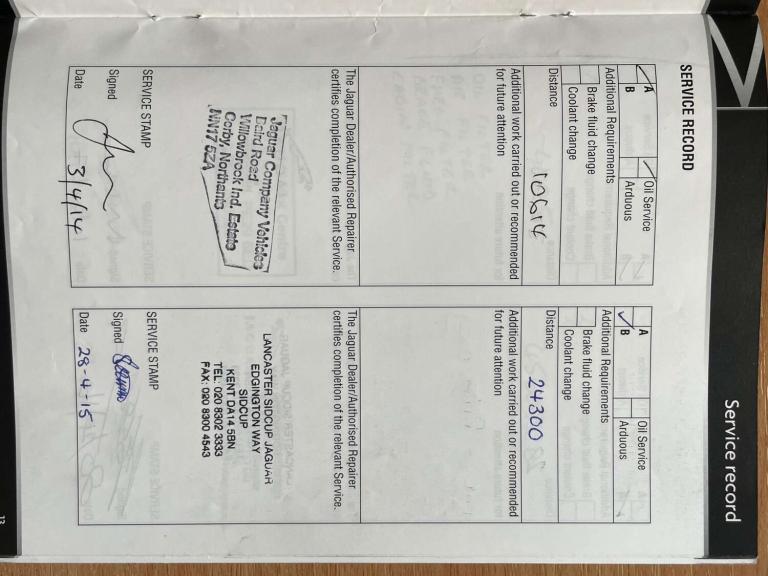 Service record
SERVICE RECORD
A Oil Service
B Arduous
Additional Requirements
Brake fluid change
Coolant change
Distance 10614
Additional work carried out or recommended
for future attention
The Jaguar Dealer/Authorised Repairer
certifies completion of the relevant Service.
Jaguar Company Vehicles
Baird Road
Willowbrook Ind. Estate
Corby, Northants
NN17 5ZA
SERVICE STAMP
Signed
Date 3/4/14
A Oil Service
B Arduous
Additional Requirements
Brake fluid change
Coolant change
Distance 24300
Additional work carried out or recommended
for future attention
The Jaguar Dealer/Authorised Repairer
certifies completion of the relevant Service.
LANCASTER SIDCUP JAGUAR
EDGINGTON WAY
SIDCUP
KENT DA14 5BN
TEL: 020 8302 3333
FAX: 020 8300 4543
SERVICE STAMP
Signed
Date 28-4-15
13